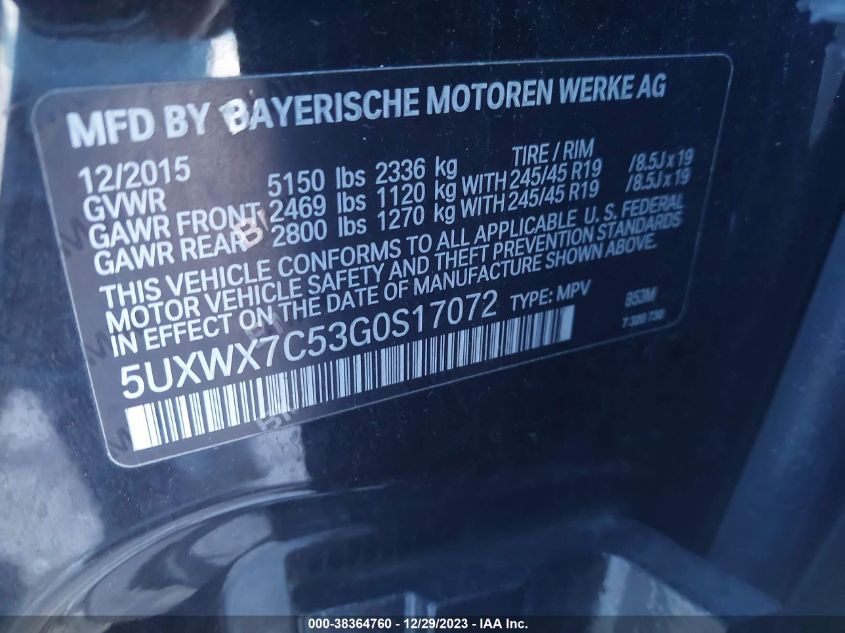 MFD BY BAYERISCHE MOTOREN WERKE AG
12/2015 TIRE / RIM
GVWR 5150 lbs 2336 kg
GAWR FRONT 2469 lbs 1120 kg WITH 245/45 R19 /8.5J x 19
GAWR REAR 2800 lbs 1270 kg WITH 245/45 R19 /8.5J x 19
THIS VEHICLE CONFORMS TO ALL APPLICABLE U.S. FEDERAL
MOTOR VEHICLE SAFETY AND THEFT PREVENTION STANDARDS
IN EFFECT ON THE DATE OF MANUFACTURE SHOWN ABOVE.
5UXWX7C53G0S17072 TYPE: MPV B53M
000-38364760 - 12/29/2023 - IAA Inc.